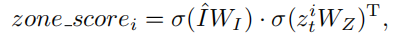 zone_score_i = σ(ÎW_I) · σ(z_t^i W_Z)^T,